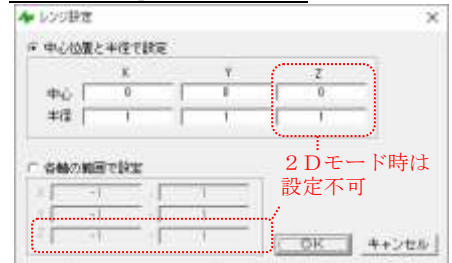 レンジ設定
中心位置と半径で設定
X Y Z
中心 0 0 0
半径 1 1 1
各軸の範囲で設定
-1 1
-1 1
-1 1
2Dモード時は
設定不可
OK キャンセル